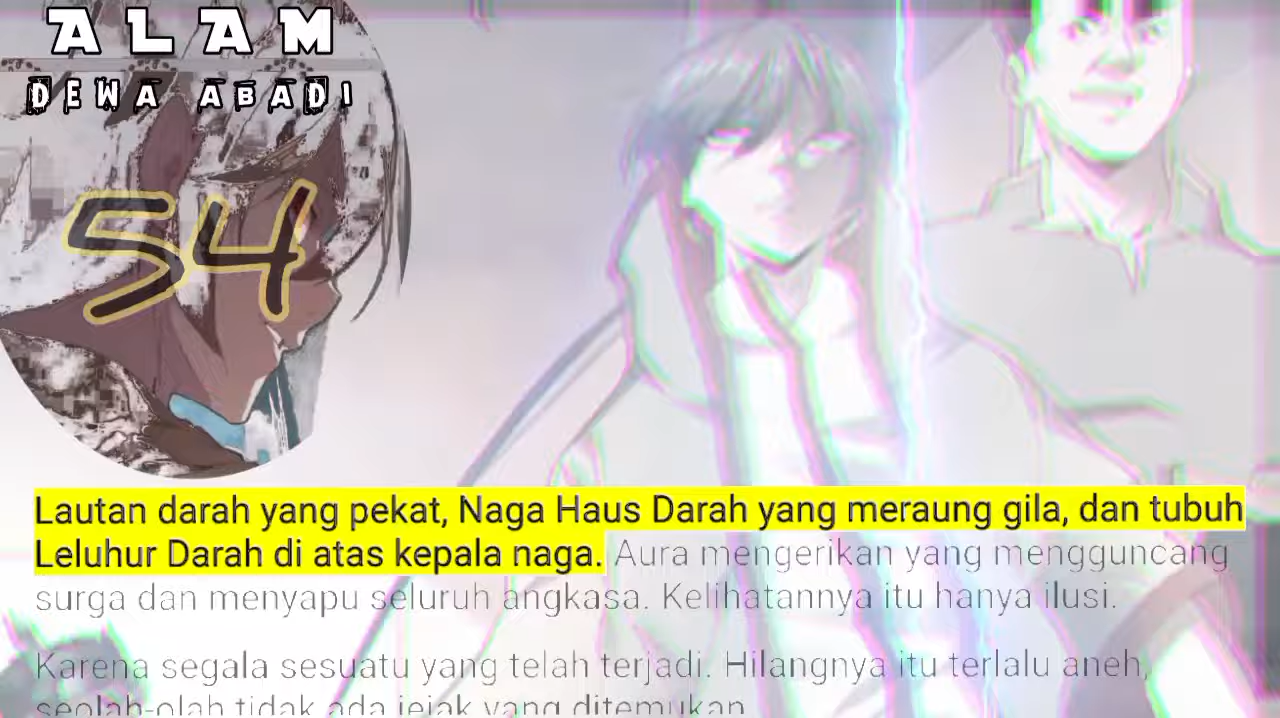 ALAM
DEWA ABADI
54
Lautan darah yang pekat, Naga Haus Darah yang meraung gila, dan tubuh
Leluhur Darah di atas kepala naga. Aura mengerikan yang mengguncang
surga dan menyapu seluruh angkasa. Kelihatannya itu hanya ilusi.
Karena segala sesuatu yang telah terjadi. Hilangnya itu terlalu aneh,
seolah-olah tidak ada jejak yang ditemukan